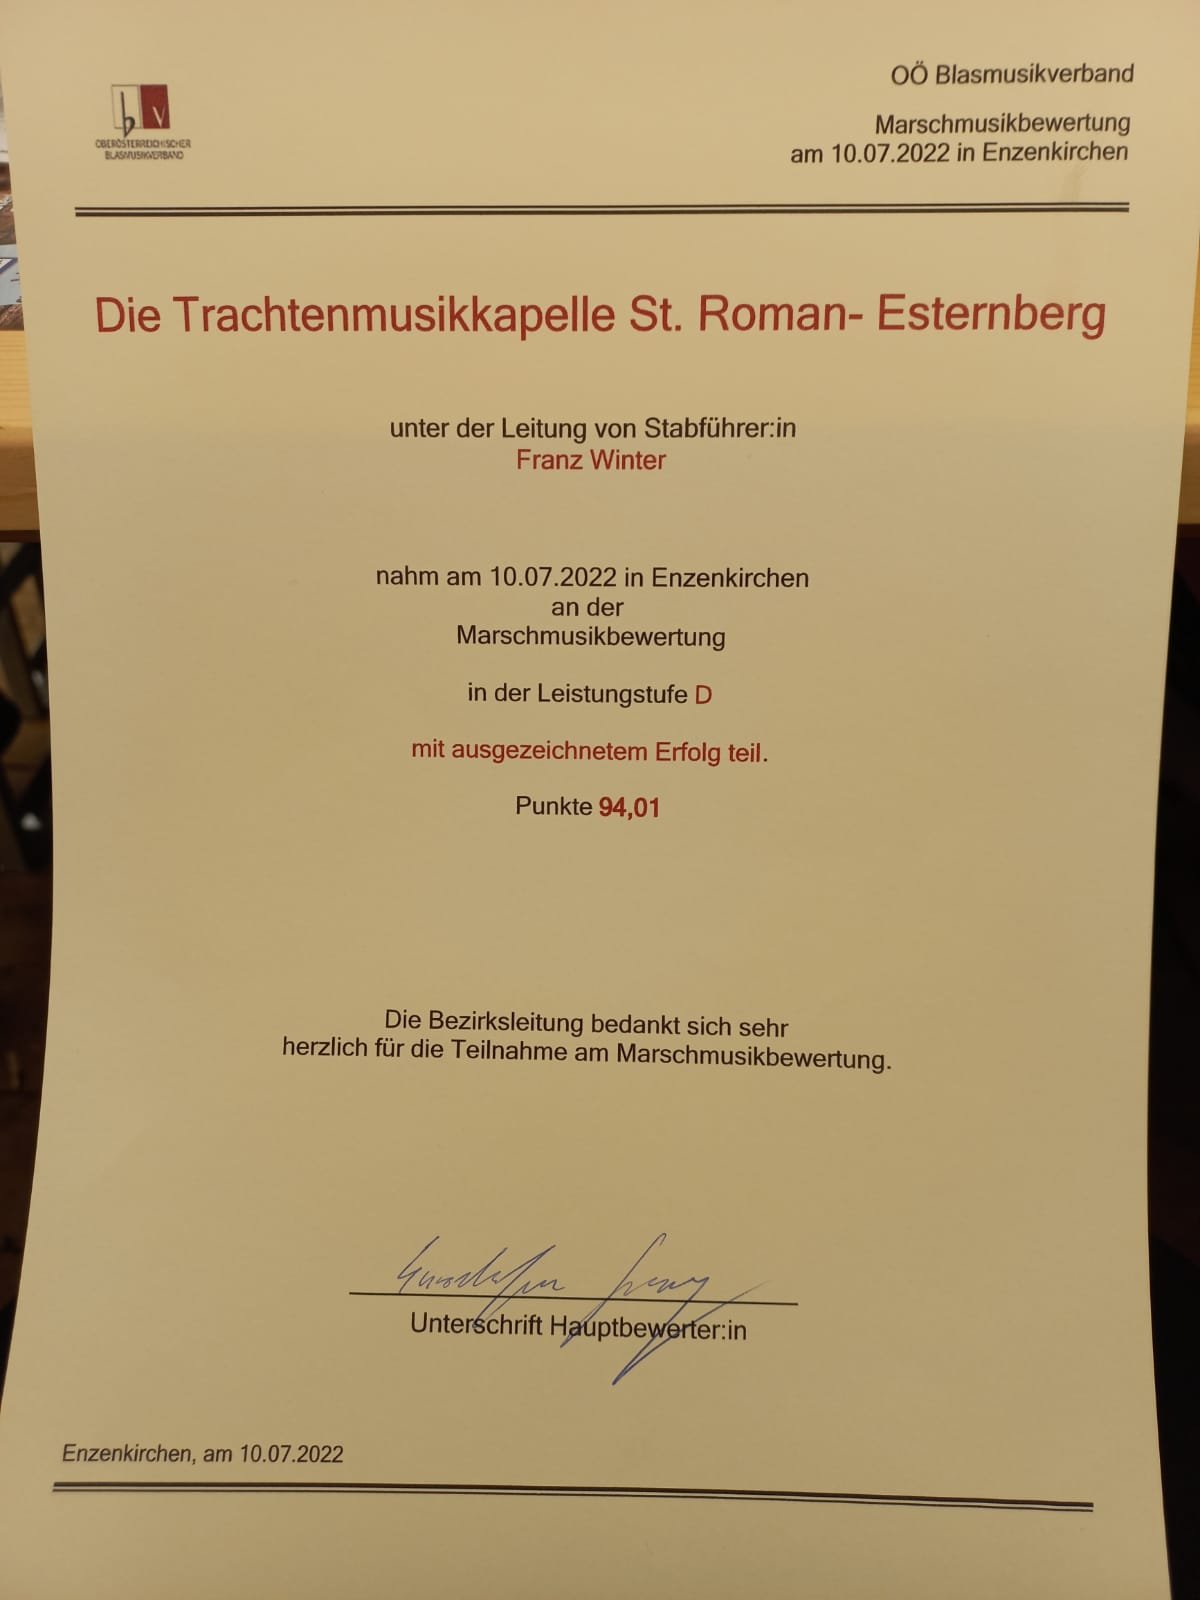 b v
OBERÖSTERREICHISCHER
BLASMUSIKVERBAND
OÖ Blasmusikverband
Marschmusikbewertung
am 10.07.2022 in Enzenkirchen
Die Trachtenmusikkapelle St. Roman- Esternberg
unter der Leitung von Stabführer:in
Franz Winter
nahm am 10.07.2022 in Enzenkirchen
an der
Marschmusikbewertung
in der Leistungstufe D
mit ausgezeichnetem Erfolg teil.
Punkte 94,01
Die Bezirksleitung bedankt sich sehr
herzlich für die Teilnahme am Marschmusikbewertung.
Unterschrift Hauptbewerter:in
Enzenkirchen, am 10.07.2022